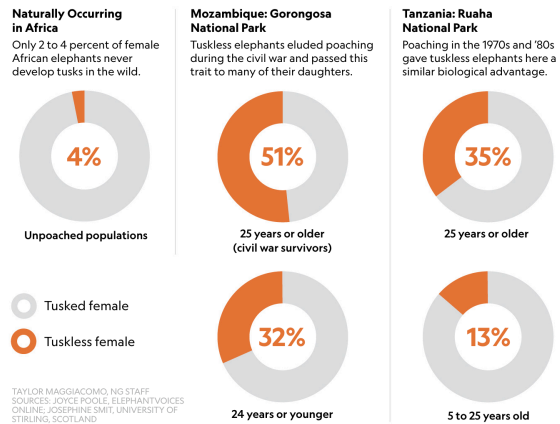 Naturally Occurring
in Africa
Only 2 to 4 percent of female
African elephants never
develop tusks in the wild.
4%
Unpoached populations
Tusked female
Tuskless female
TAYLOR MAGGIACOMO, NG STAFF
SOURCES: JOYCE POOLE, ELEPHANTVOICES
ONLINE; JOSEPHINE SMIT, UNIVERSITY OF
STIRLING, SCOTLAND
Mozambique: Gorongosa
National Park
Tuskless elephants eluded poaching
during the civil war and passed this
trait to many of their daughters.
51%
25 years or older
(civil war survivors)
32%
24 years or younger
Tanzania: Ruaha
National Park
Poaching in the 1970s and ’80s
gave tuskless elephants here a
similar biological advantage.
35%
25 years or older
13%
5 to 25 years old